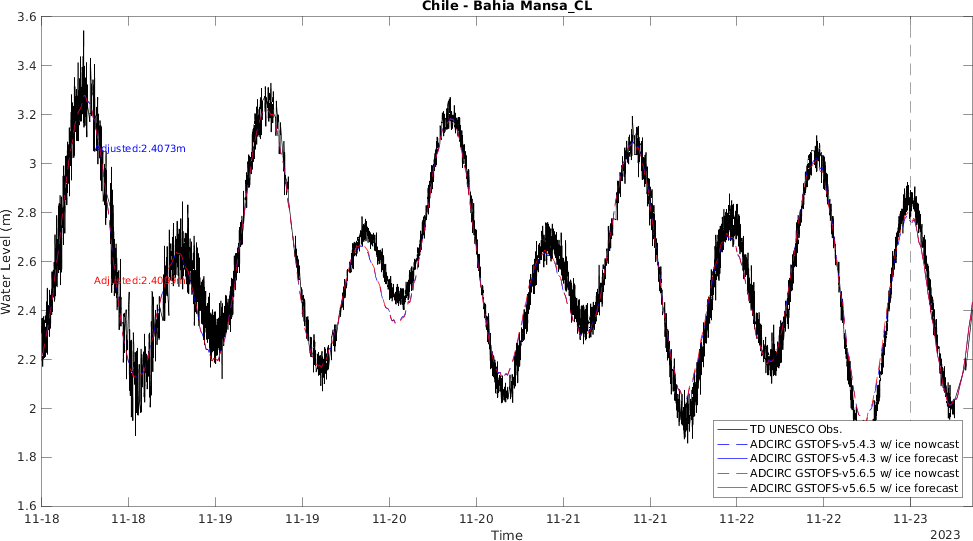 Chile - Bahia Mansa_CL
3.6
3.4
3.2
3
2.8
2.6
2.4
2.2
2
1.8
1.6
Water Level (m)
Adjusted:2.4073m
TD UNESCO Obs.
ADCIRC GSTOFS-v5.4.3 w/ ice nowcast
ADCIRC GSTOFS-v5.4.3 w/ ice forecast
ADCIRC GSTOFS-v5.6.5 w/ ice nowcast
ADCIRC GSTOFS-v5.6.5 w/ ice forecast
11-18 11-18 11-19 11-19 11-20 11-20 11-21 11-21 11-22 11-22 11-23
Time
2023